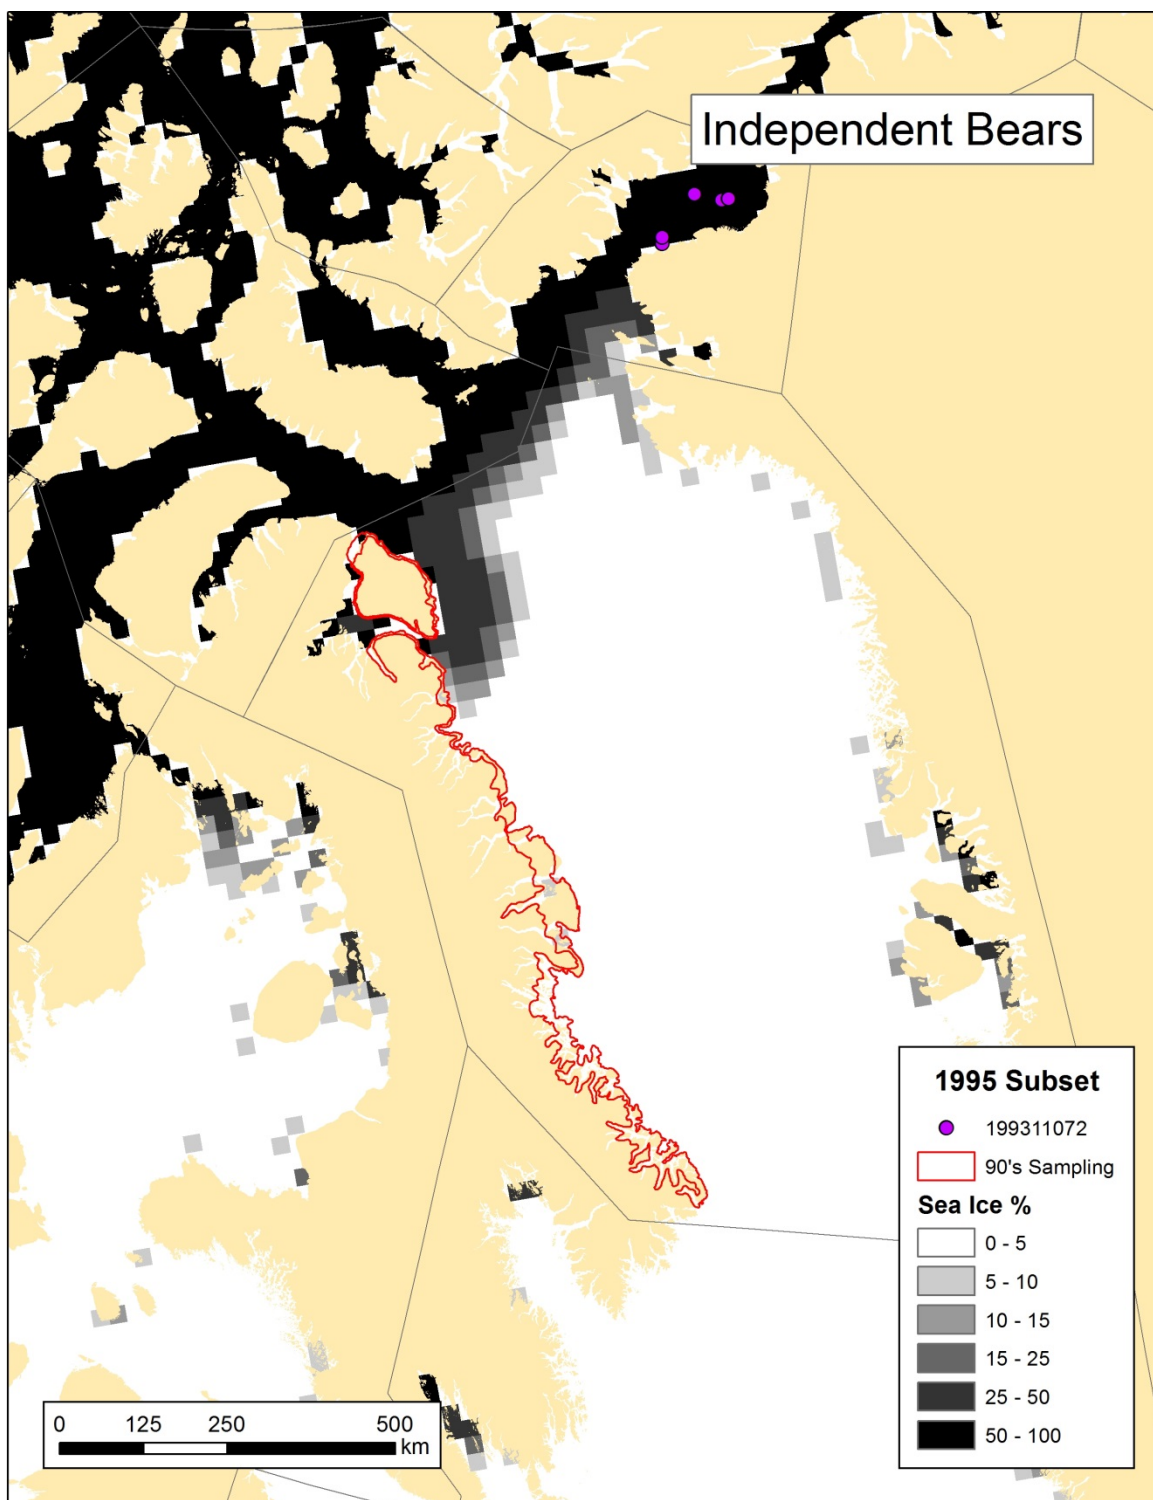 Independent Bears
1995 Subset
199311072
90's Sampling
Sea Ice %
0 - 5
5 - 10
10 - 15
15 - 25
25 - 50
50 - 100
0 125 250 500
km